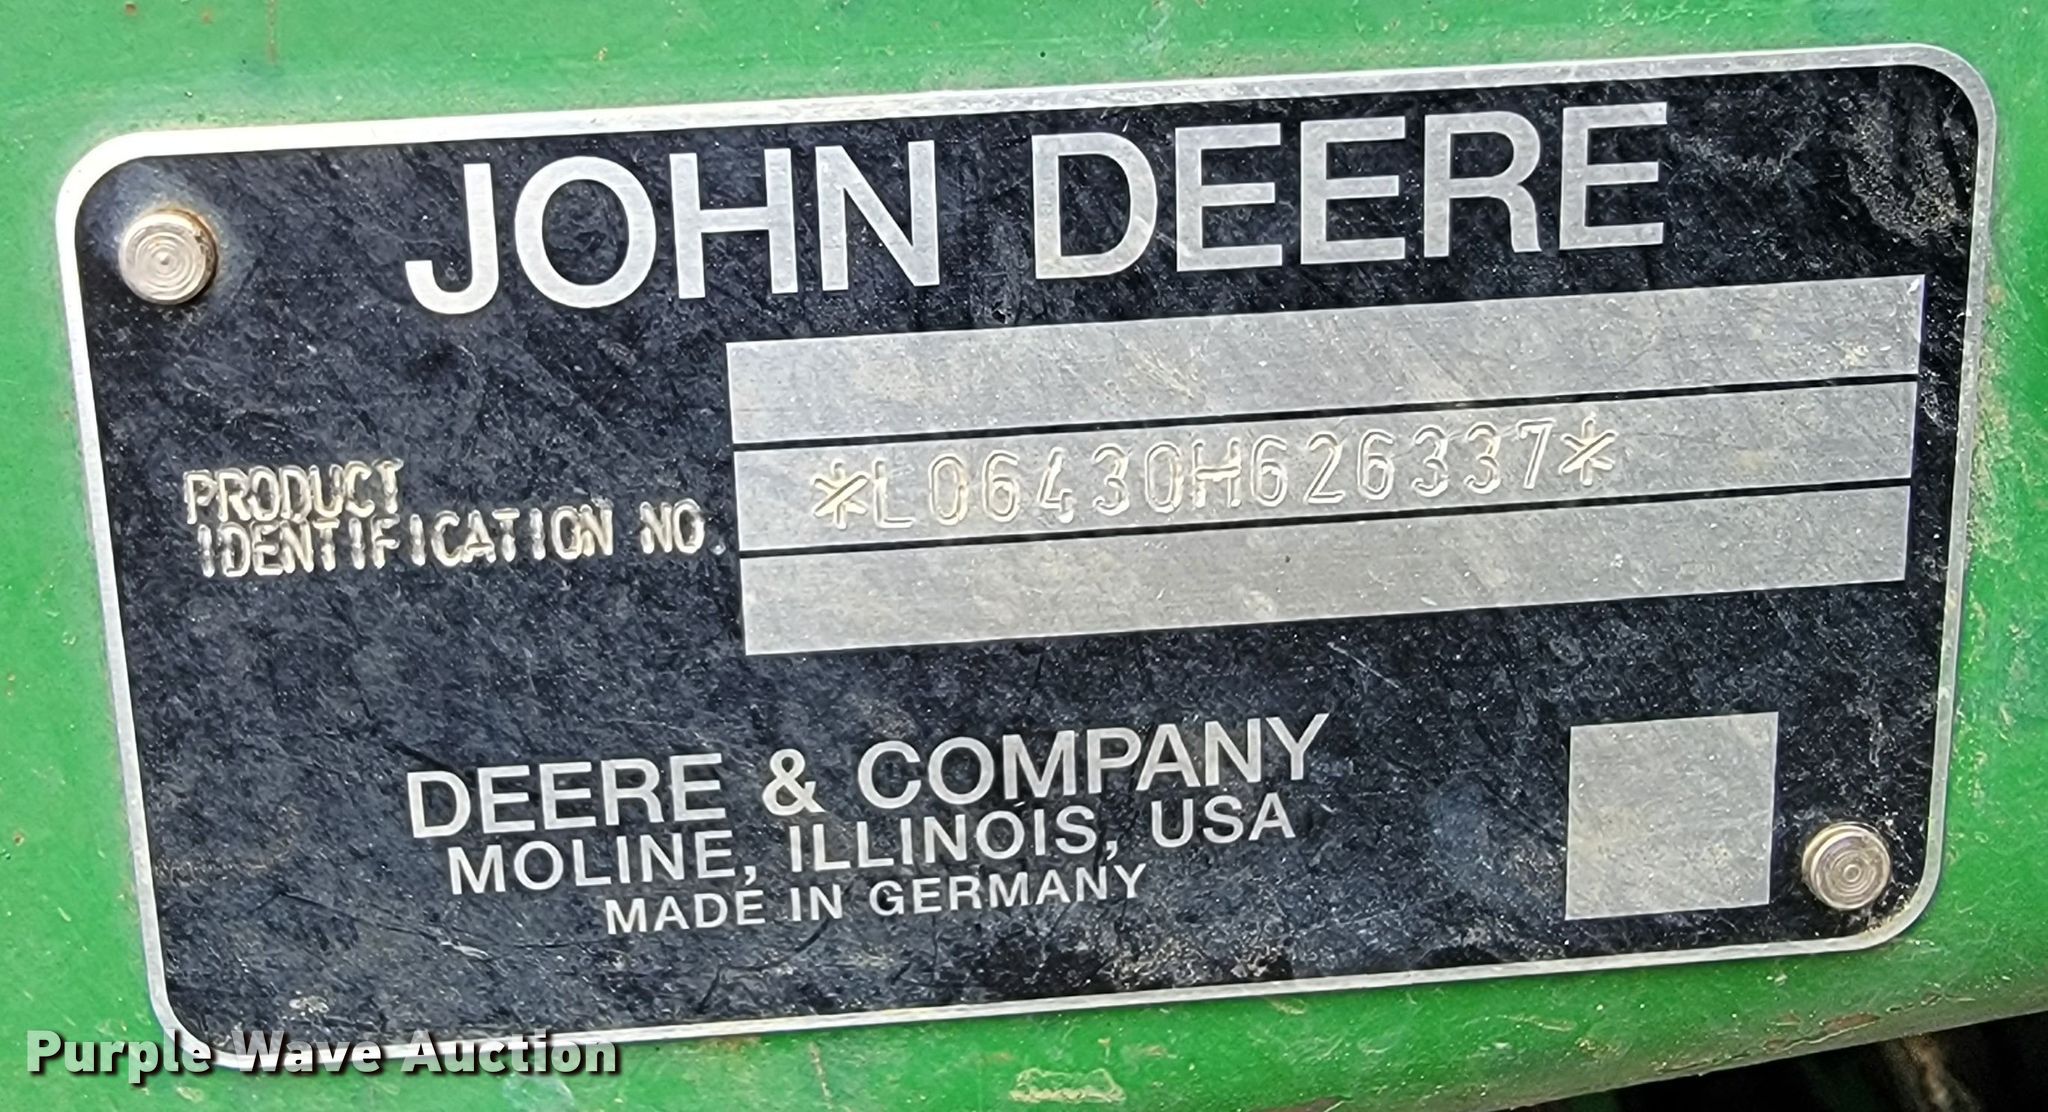 JOHN DEERE
PRODUCT
IDENTIFICATION NO.
*L06430H626337*
DEERE & COMPANY
MOLINE, ILLINOIS, USA
MADE IN GERMANY
Purple Wave Auction